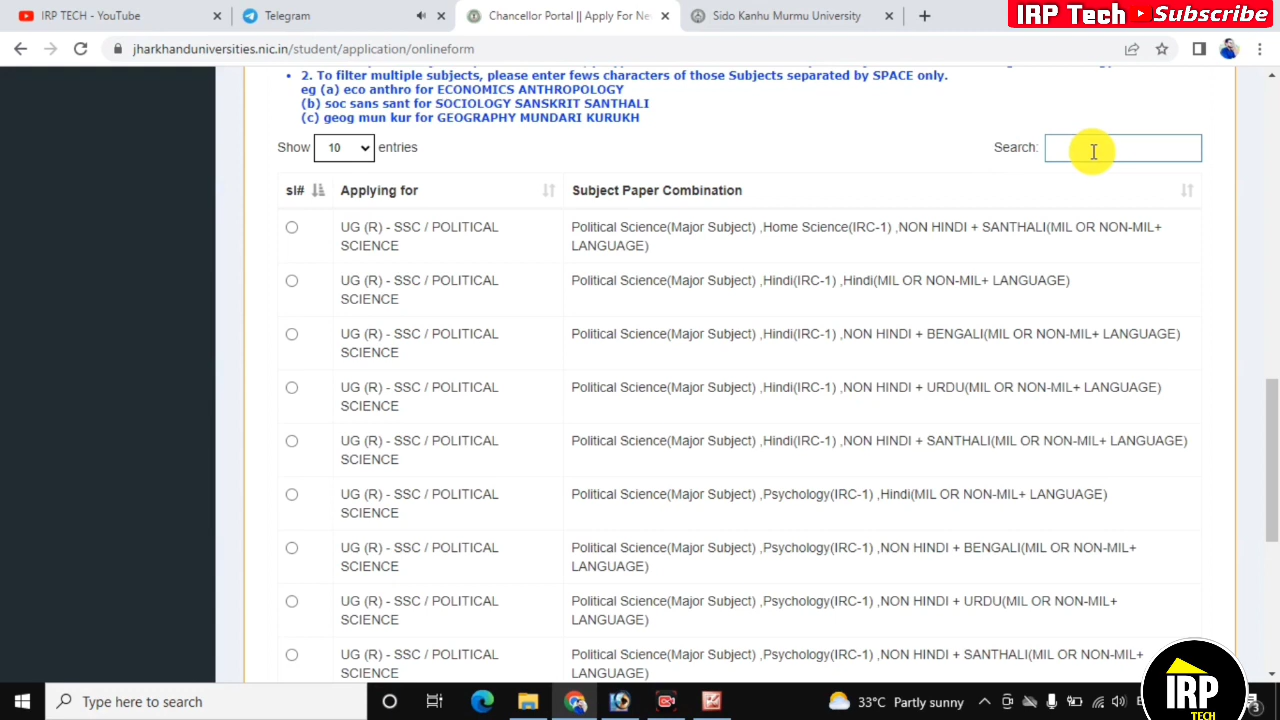 IRP TECH - YouTube
Telegram
Chancellor Portal || Apply For Ne
Sido Kanhu Murmu University
IRP Tech Subscribe
jharkhanduniversities.nic.in/student/application/onlineform
2. To filter multiple subjects, please enter fews characters of those Subjects separated by SPACE only.
eg (a) eco anthro for ECONOMICS ANTHROPOLOGY
(b) soc sans sant for SOCIOLOGY SANSKRIT SANTHALI
(c) geog mun kur for GEOGRAPHY MUNDARI KURUKH
Show 10 entries
Search:
sl# Applying for Subject Paper Combination
UG (R) - SSC / POLITICAL SCIENCE
Political Science(Major Subject) ,Home Science(IRC-1) ,NON HINDI + SANTHALI(MIL OR NON-MIL+
LANGUAGE)
UG (R) - SSC / POLITICAL
SCIENCE
Political Science(Major Subject) ,Hindi(IRC-1) ,Hindi(MIL OR NON-MIL+ LANGUAGE)
UG (R) - SSC / POLITICAL
SCIENCE
Political Science(Major Subject) ,Hindi(IRC-1) ,NON HINDI + BENGALI(MIL OR NON-MIL+ LANGUAGE)
UG (R) - SSC / POLITICAL
SCIENCE
Political Science(Major Subject) ,Hindi(IRC-1) ,NON HINDI + URDU(MIL OR NON-MIL+ LANGUAGE)
UG (R) - SSC / POLITICAL
SCIENCE
Political Science(Major Subject) ,Hindi(IRC-1) ,NON HINDI + SANTHALI(MIL OR NON-MIL+ LANGUAGE)
UG (R) - SSC / POLITICAL
SCIENCE
Political Science(Major Subject) ,Psychology(IRC-1) ,Hindi(MIL OR NON-MIL+ LANGUAGE)
UG (R) - SSC / POLITICAL
SCIENCE
Political Science(Major Subject) ,Psychology(IRC-1) ,NON HINDI + BENGALI(MIL OR NON-MIL+
LANGUAGE)
UG (R) - SSC / POLITICAL
SCIENCE
Political Science(Major Subject) ,Psychology(IRC-1) ,NON HINDI + URDU(MIL OR NON-MIL+
LANGUAGE)
UG (R) - SSC / POLITICAL
SCIENCE
Political Science(Major Subject) ,Psychology(IRC-1) ,NON HINDI + SANTHALI(MIL OR NON-MIL+
LANGUAGE)
Type here to search
33°C Partly sunny
IRP
TECH
3